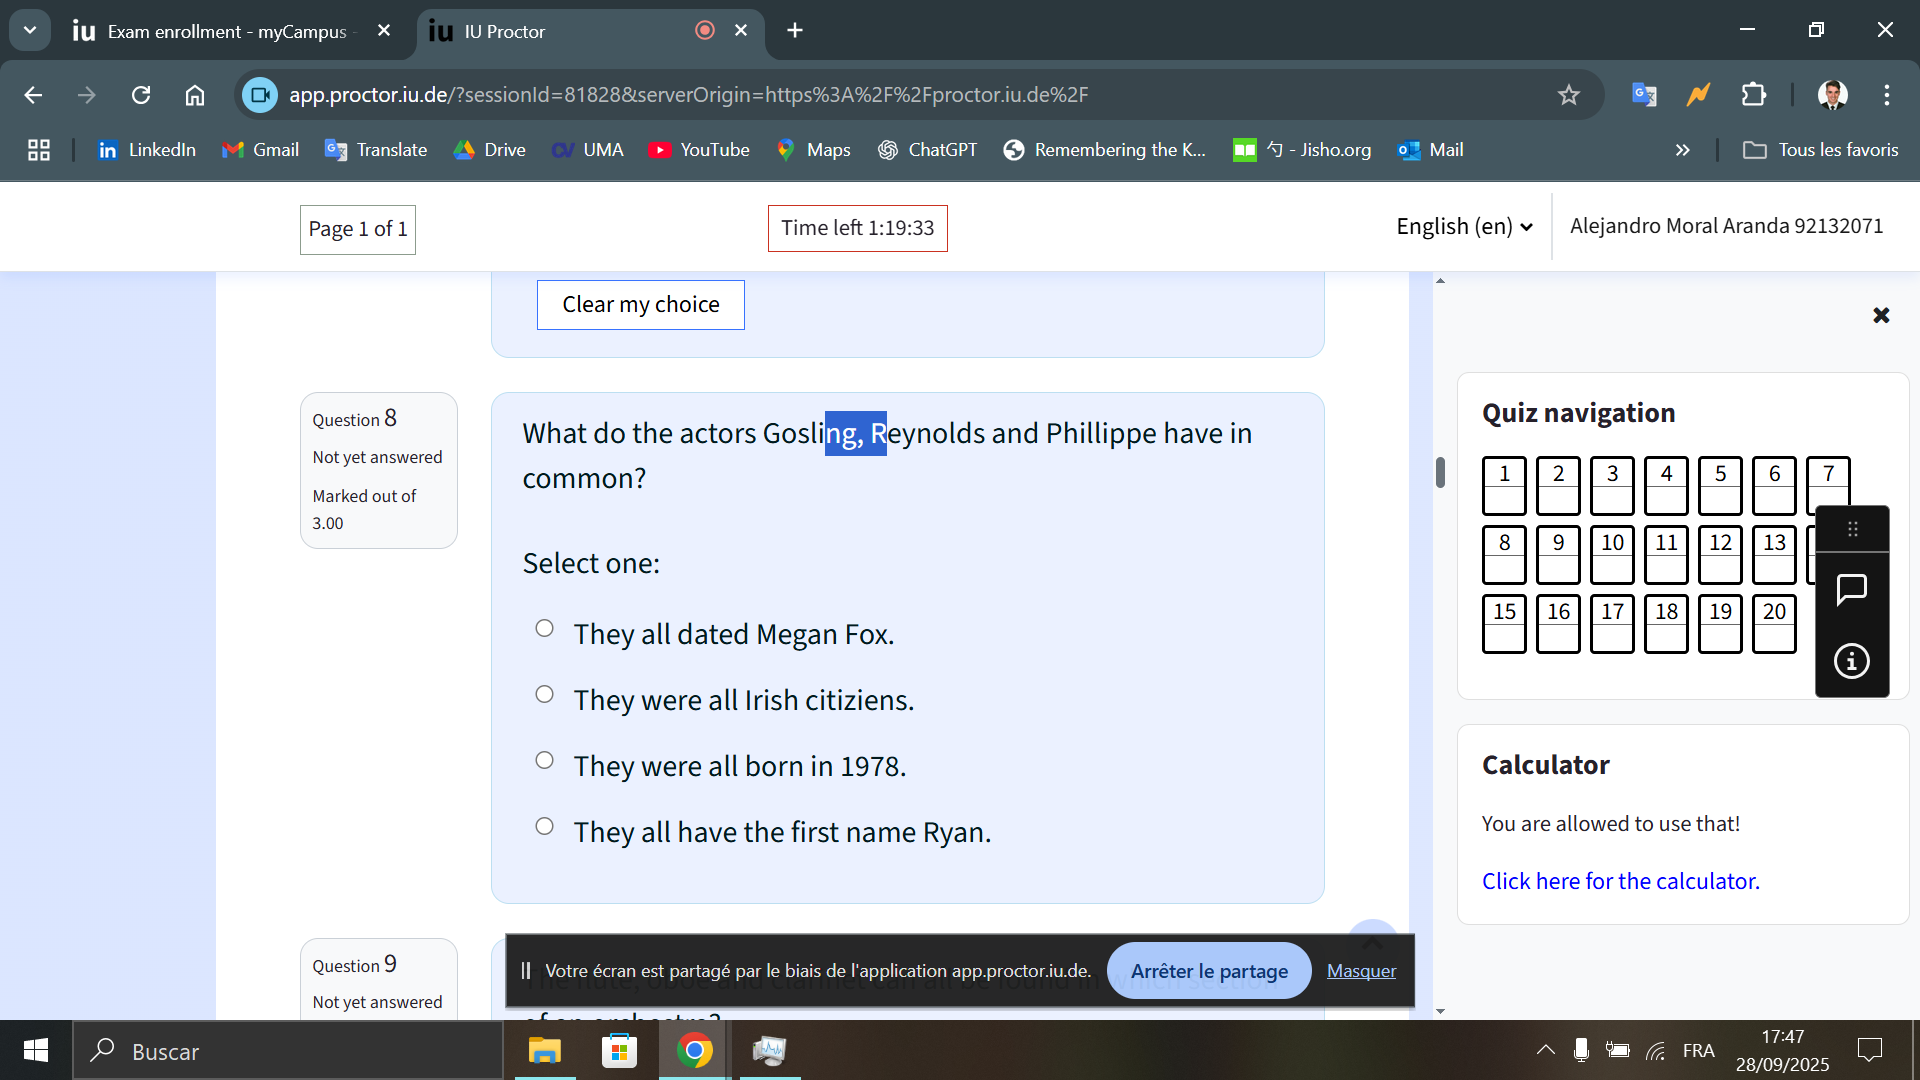 Exam enrollment - myCampus -
IU Proctor
app.proctor.iu.de/?sessionId=81828&serverOrigin=https%3A%2F%2Fproctor.iu.de%2F
LinkedIn
Gmail
Translate
Drive
UMA
YouTube
Maps
ChatGPT
Remembering the K...
勺 - Jisho.org
Mail
Tous les favoris
Page 1 of 1
Time left 1:19:33
English (en)
Alejandro Moral Aranda 92132071
Clear my choice
Question 8
Not yet answered
Marked out of
3.00
What do the actors Gosling, Reynolds and Phillippe have in
common?
Select one:
They all dated Megan Fox.
They were all Irish citiziens.
They were all born in 1978.
They all have the first name Ryan.
Question 9
Not yet answered
The flute, oboe and clarinet can all be found in which section
of an orchestra?
Quiz navigation
1 2 3 4 5 6 7
8 9 10 11 12 13
15 16 17 18 19 20
Calculator
You are allowed to use that!
Click here for the calculator.
Votre écran est partagé par le biais de l'application app.proctor.iu.de.
Arrêter le partage
Masquer
Buscar
FRA
17:47
28/09/2025